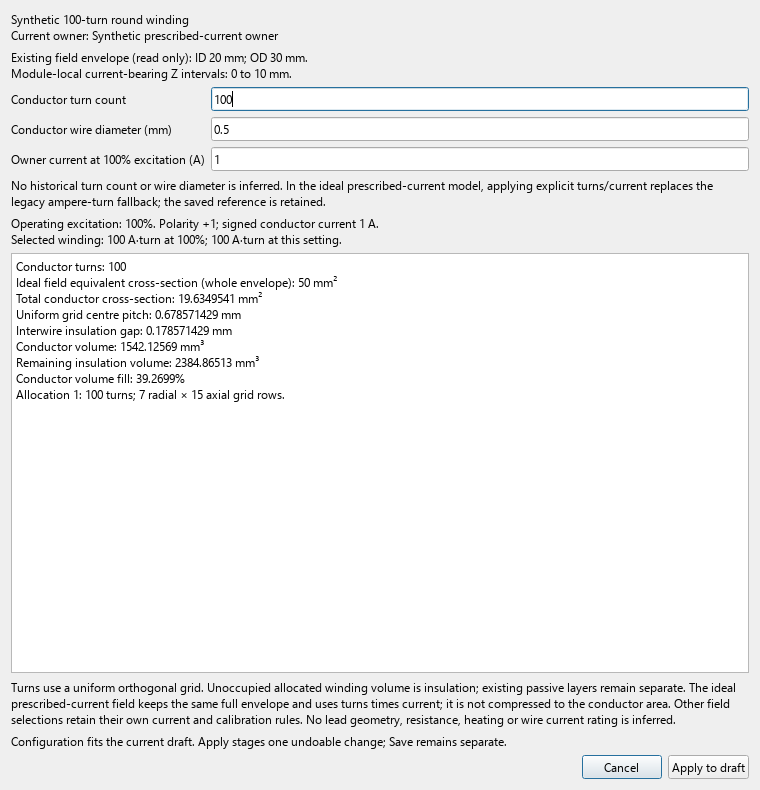 Synthetic 100-turn round winding
Current owner: Synthetic prescribed-current owner
Existing field envelope (read only): ID 20 mm; OD 30 mm.
Module-local current-bearing Z intervals: 0 to 10 mm.
Conductor turn count 100
Conductor wire diameter (mm) 0.5
Owner current at 100% excitation (A) 1
No historical turn count or wire diameter is inferred. In the ideal prescribed-current model, applying explicit turns/current replaces the
legacy ampere-turn fallback; the saved reference is retained.
Operating excitation: 100%. Polarity +1; signed conductor current 1 A.
Selected winding: 100 A·turn at 100%; 100 A·turn at this setting.
Conductor turns: 100
Ideal field equivalent cross-section (whole envelope): 50 mm²
Total conductor cross-section: 19.6349541 mm²
Uniform grid centre pitch: 0.678571429 mm
Interwire insulation gap: 0.178571429 mm
Conductor volume: 1542.12569 mm³
Remaining insulation volume: 2384.86513 mm³
Conductor volume fill: 39.2699%
Allocation 1: 100 turns; 7 radial × 15 axial grid rows.
Turns use a uniform orthogonal grid. Unoccupied allocated winding volume is insulation; existing passive layers remain separate. The ideal
prescribed-current field keeps the same full envelope and uses turns times current; it is not compressed to the conductor area. Other field
selections retain their own current and calibration rules. No lead geometry, resistance, heating or wire current rating is inferred.
Configuration fits the current draft. Apply stages one undoable change; Save remains separate.
Cancel Apply to draft